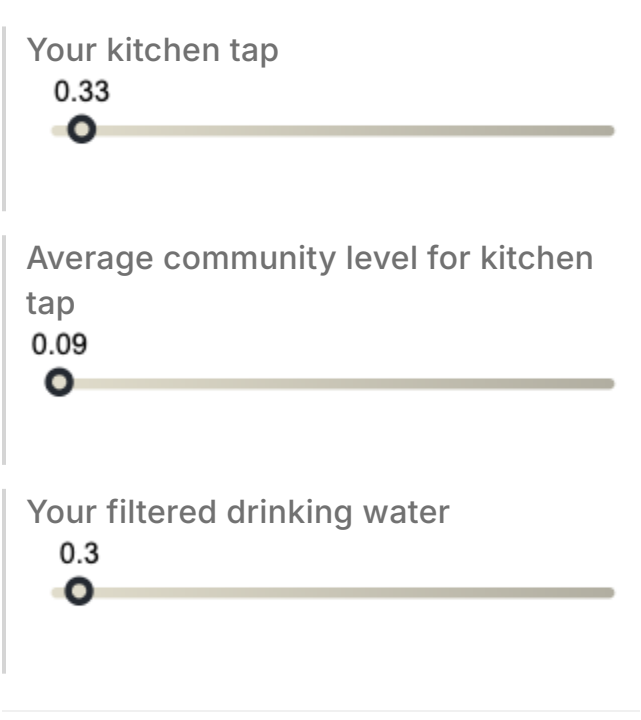 Your kitchen tap
0.33
Average community level for kitchen
tap
0.09
Your filtered drinking water
0.3